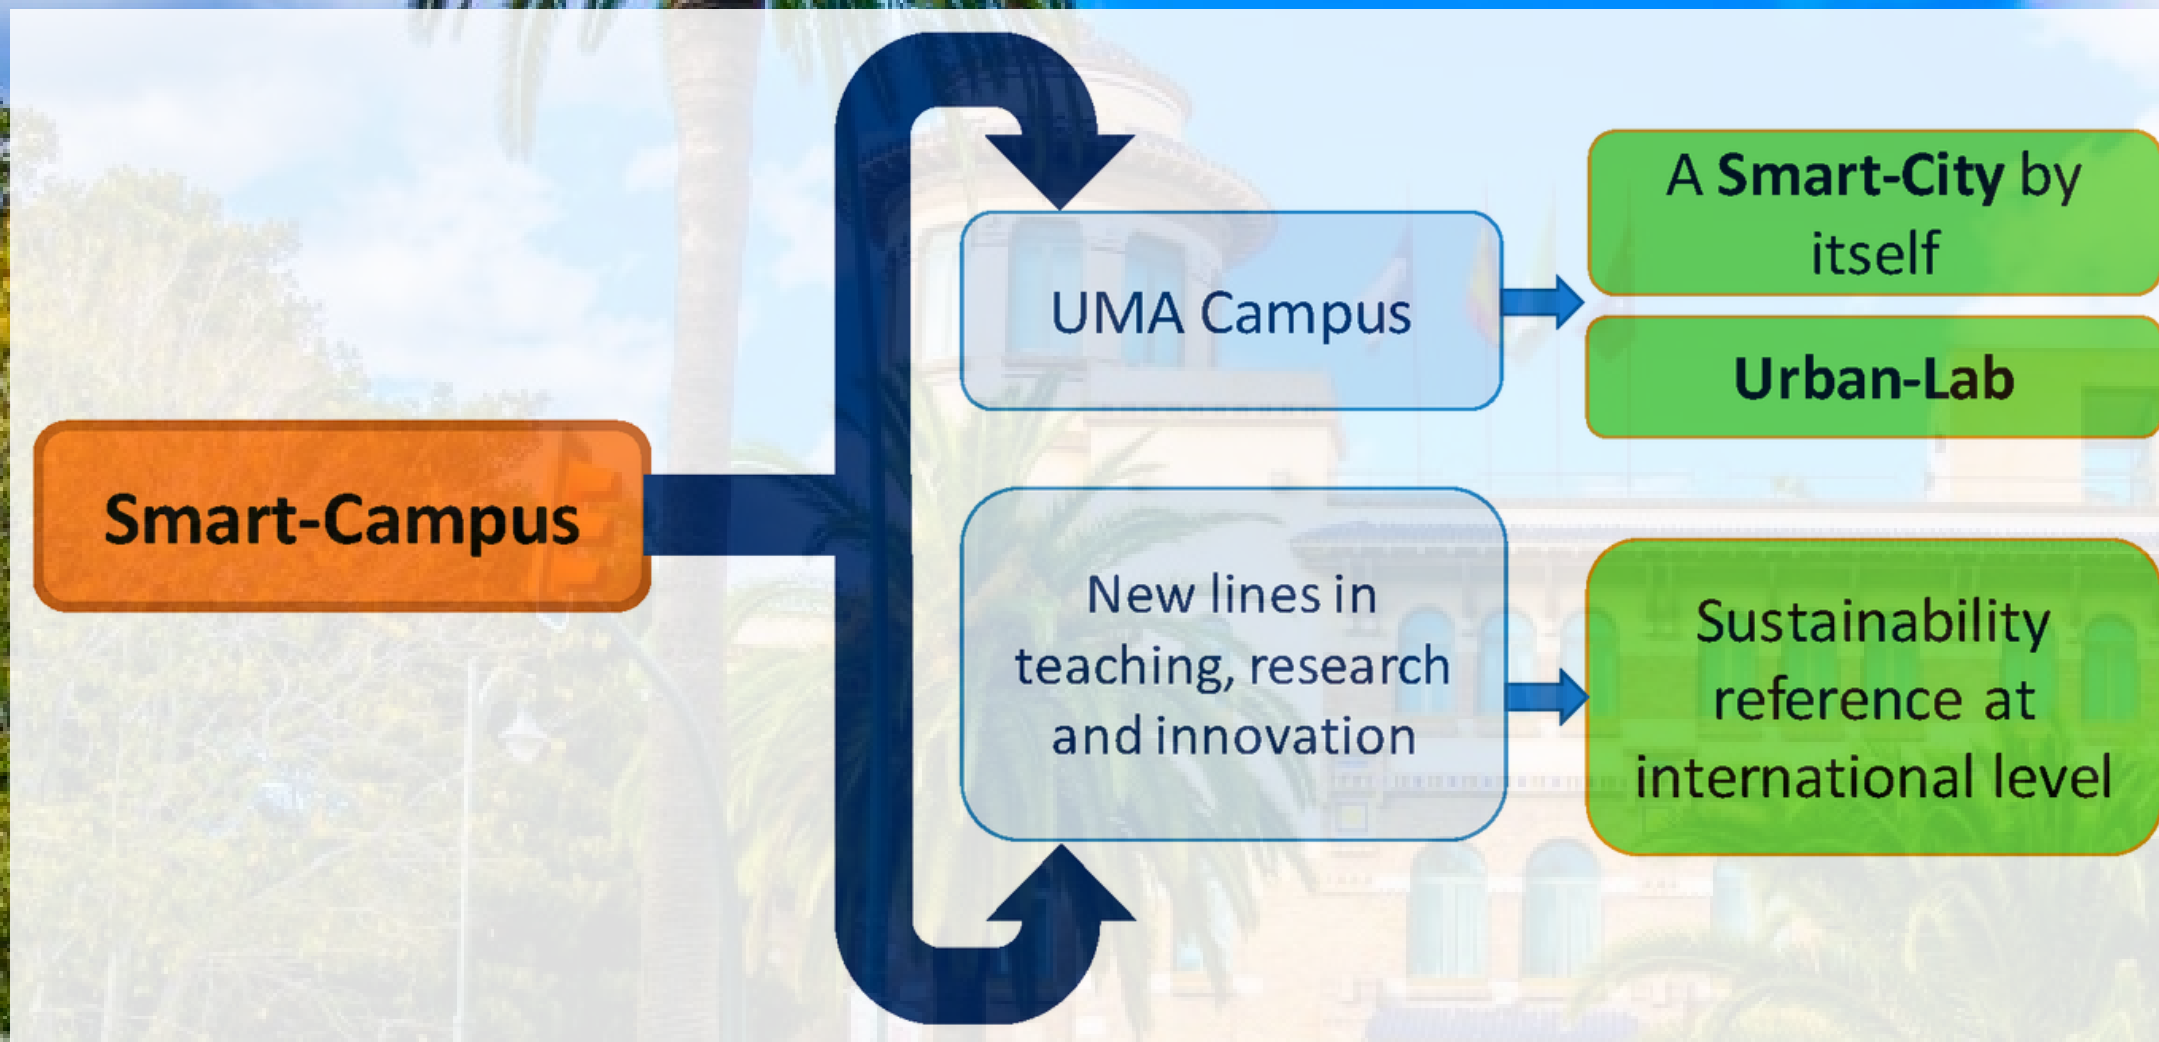 Smart-Campus
UMA Campus
A Smart-City by
itself
Urban-Lab
New lines in
teaching, research
and innovation
Sustainability
reference at
international level